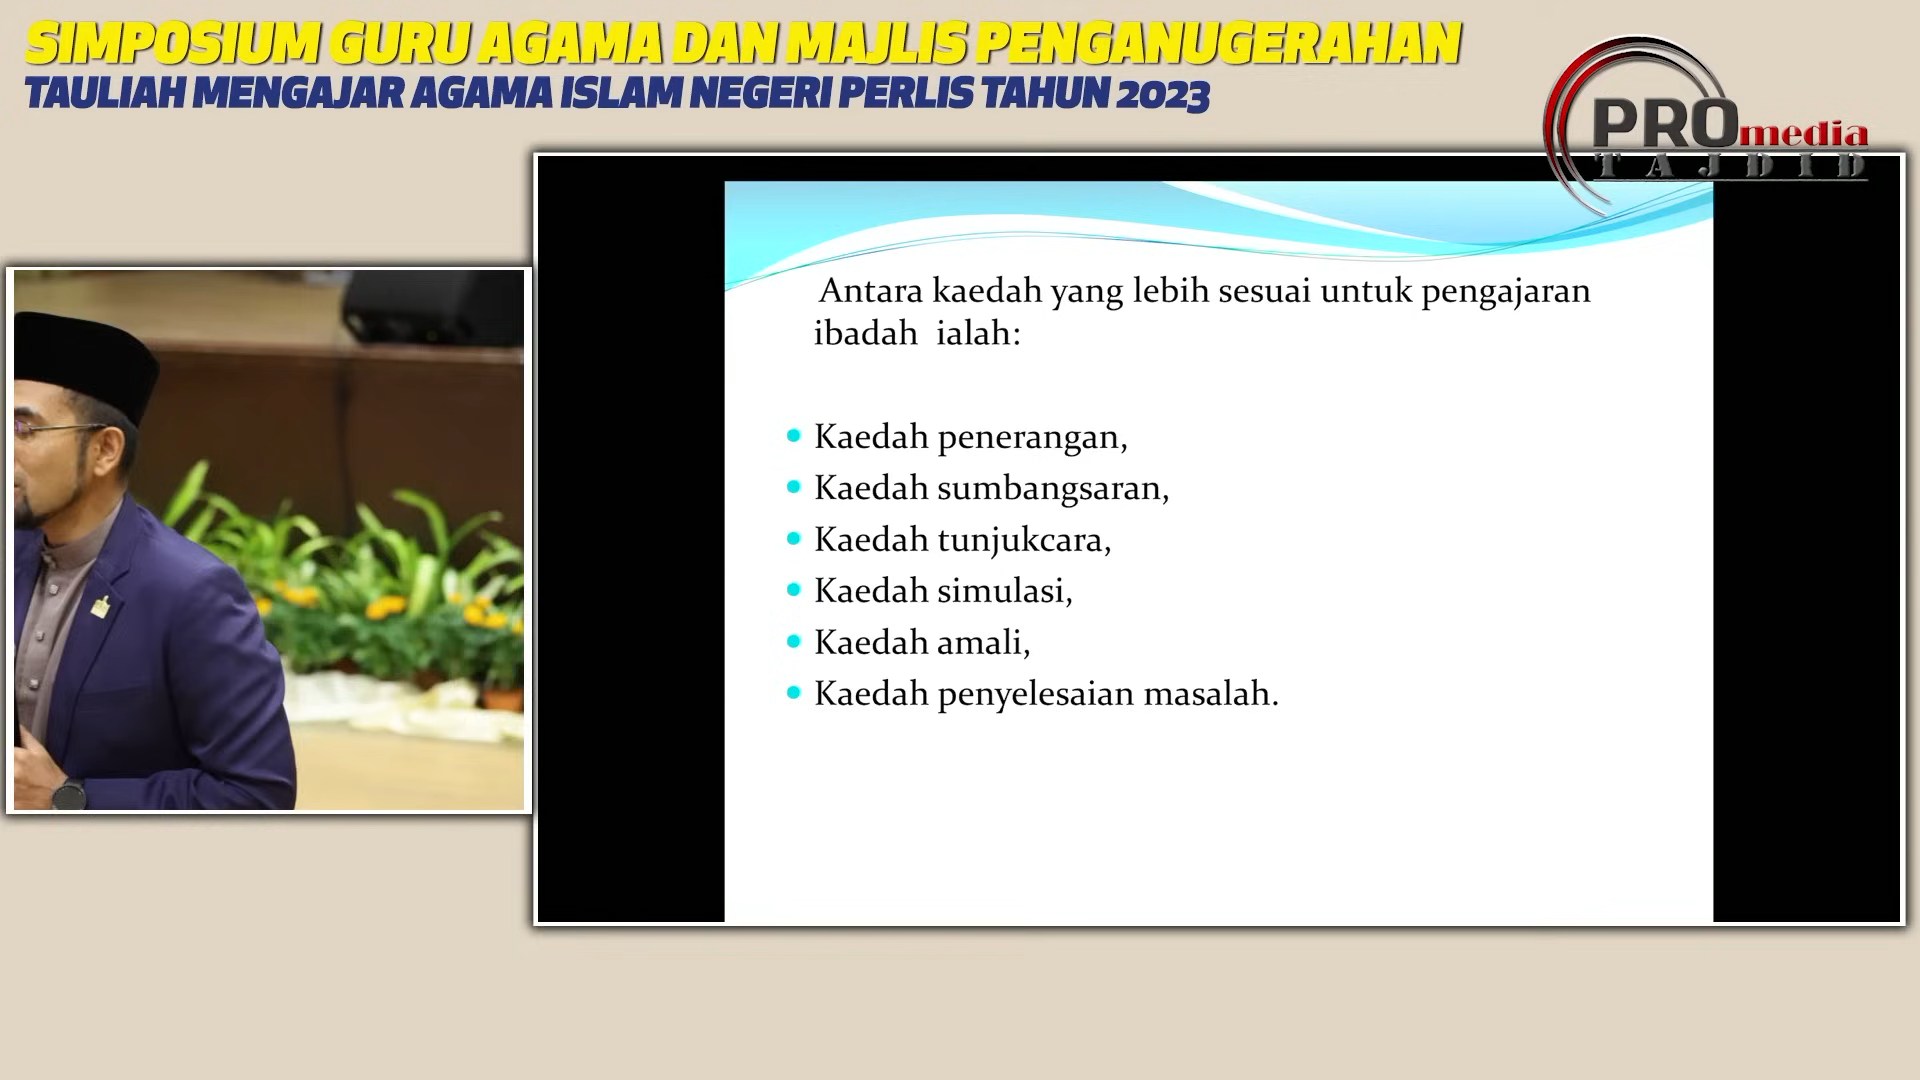 SIMPOSIUM GURU AGAMA DAN MAJLIS PENGANUGERAHAN
TAULIAH MENGAJAR AGAMA ISLAM NEGERI PERLIS TAHUN 2023
PROmedia
TAJDID
Antara kaedah yang lebih sesuai untuk pengajaran
ibadah ialah:
• Kaedah penerangan,
• Kaedah sumbangsaran,
• Kaedah tunjukcara,
• Kaedah simulasi,
• Kaedah amali,
• Kaedah penyelesaian masalah.